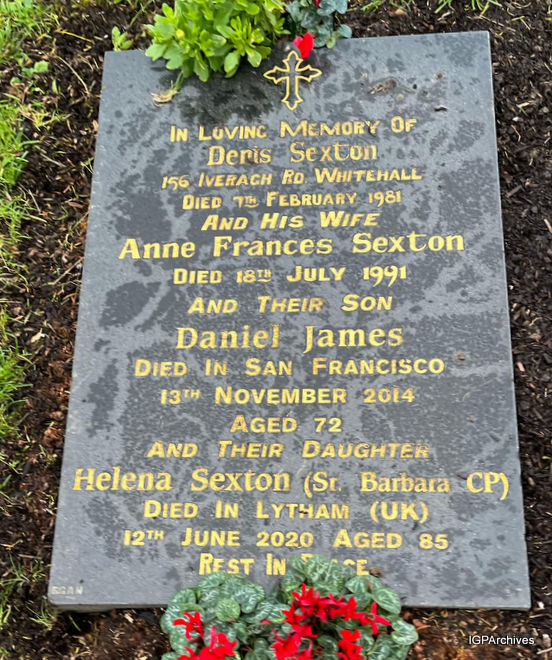 In Loving Memory Of
Denis Sexton
156 Iveragh Rd. Whitehall
Died 7th February 1981
And His Wife
Anne Frances Sexton
Died 18th July 1991
And Their Son
Daniel James
Died In San Francisco
13th November 2014
Aged 72
And Their Daughter
Helena Sexton (Sr. Barbara CP)
Died In Lytham (UK)
12th June 2020 Aged 85
Rest In Peace
EGAN
IGPArchives